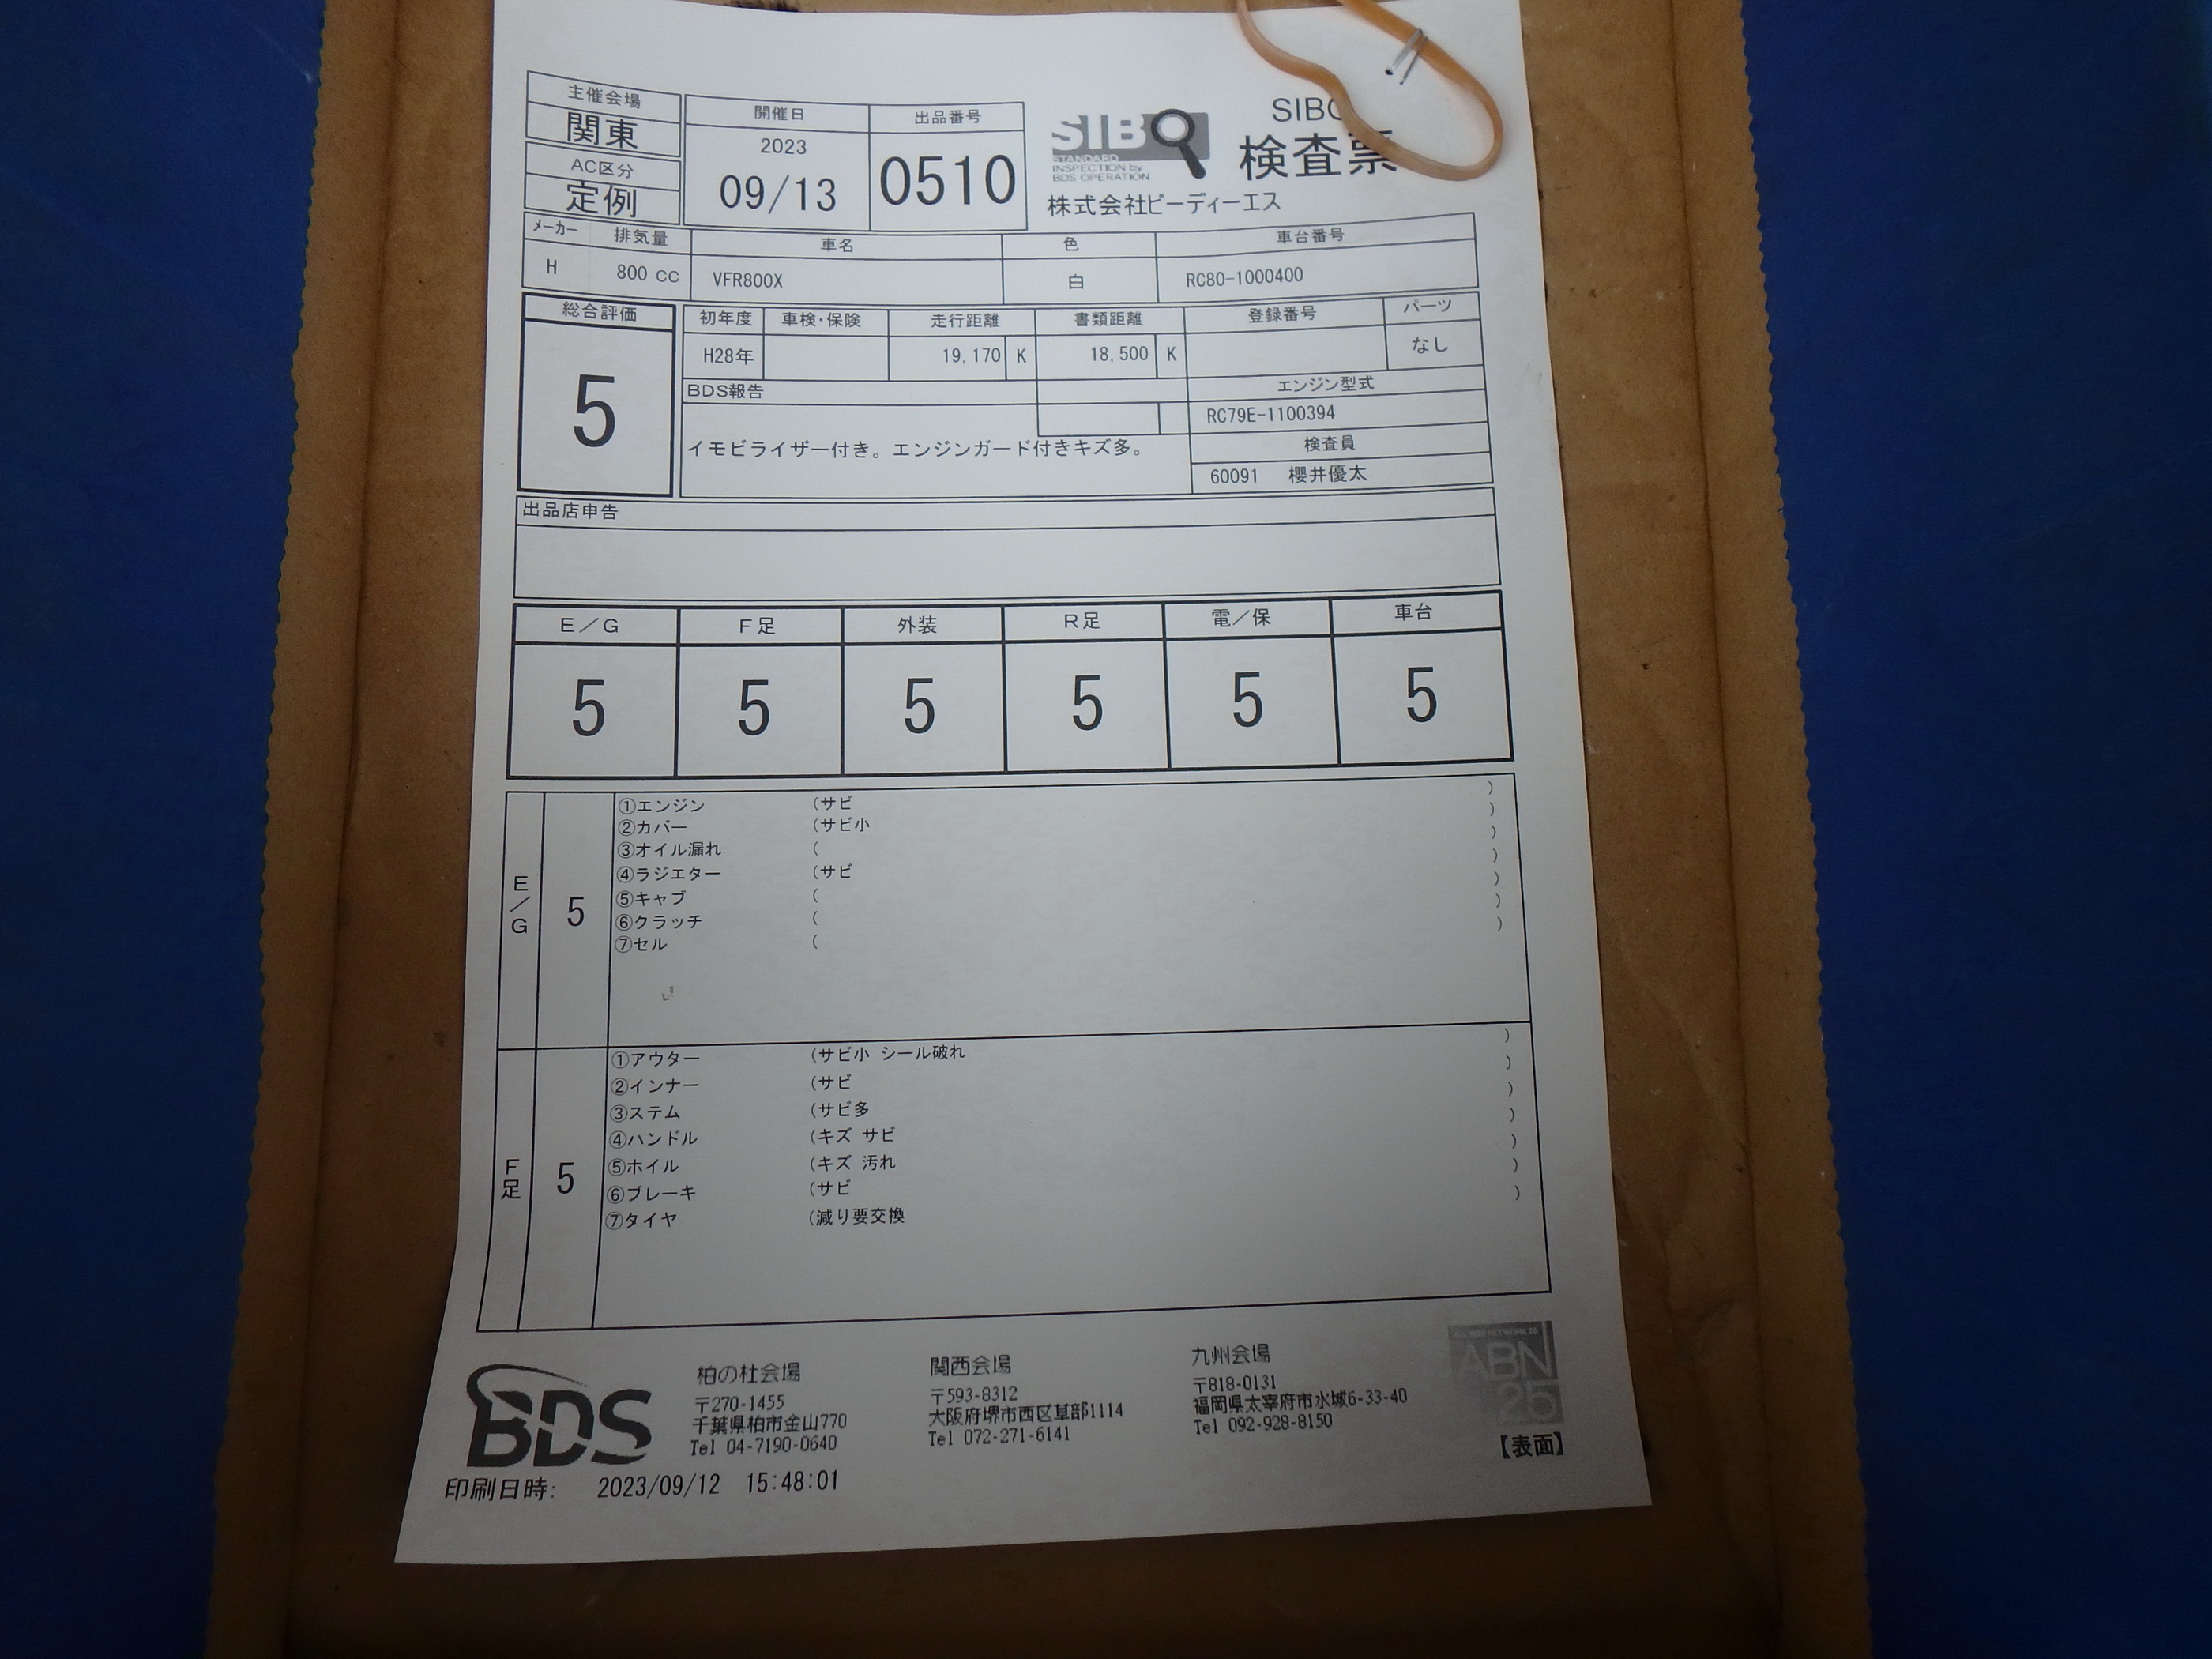 主催会場
関東
AC区分
定例
開催日
2023
09/13
出品番号
0510
SIBO
STANDARD
INSPECTION by
BDS OPERATION
検査票
株式会社ビーディーエス
メーカー 排気量 車名 色 車台番号
H 800 CC VFR800X 白 RC80-1000400
総合評価
5
初年度 車検・保険 走行距離 書類距離 登録番号 パーツ
H28年 19,170 K 18,500 K なし
BDS報告
イモビライザー付き。エンジンガード付きキズ多。
エンジン型式
RC79E-1100394
検査員
60091 櫻井優太
出品店申告
E/G F足 外装 R足 電/保 車台
5 5 5 5 5 5
E/G
5
①エンジン (サビ )
②カバー (サビ小 )
③オイル漏れ ( )
④ラジエター (サビ )
⑤キャブ ( )
⑥クラッチ ( )
⑦セル ( )
F足
5
①アウター (サビ小 シール破れ )
②インナー (サビ )
③ステム (サビ多 )
④ハンドル (キズ サビ )
⑤ホイル (キズ 汚れ )
⑥ブレーキ (サビ )
⑦タイヤ (減り要交換 )
BDS
柏の杜会場
〒270-1455
千葉県柏市金山770
Tel 04-7190-0640
関西会場
〒593-8312
大阪府堺市西区草部1114
Tel 072-271-6141
九州会場
〒818-0131
福岡県太宰府市水城6-33-40
Tel 092-928-8150
ABN
25
【表面】
印刷日時: 2023/09/12 15:48:01